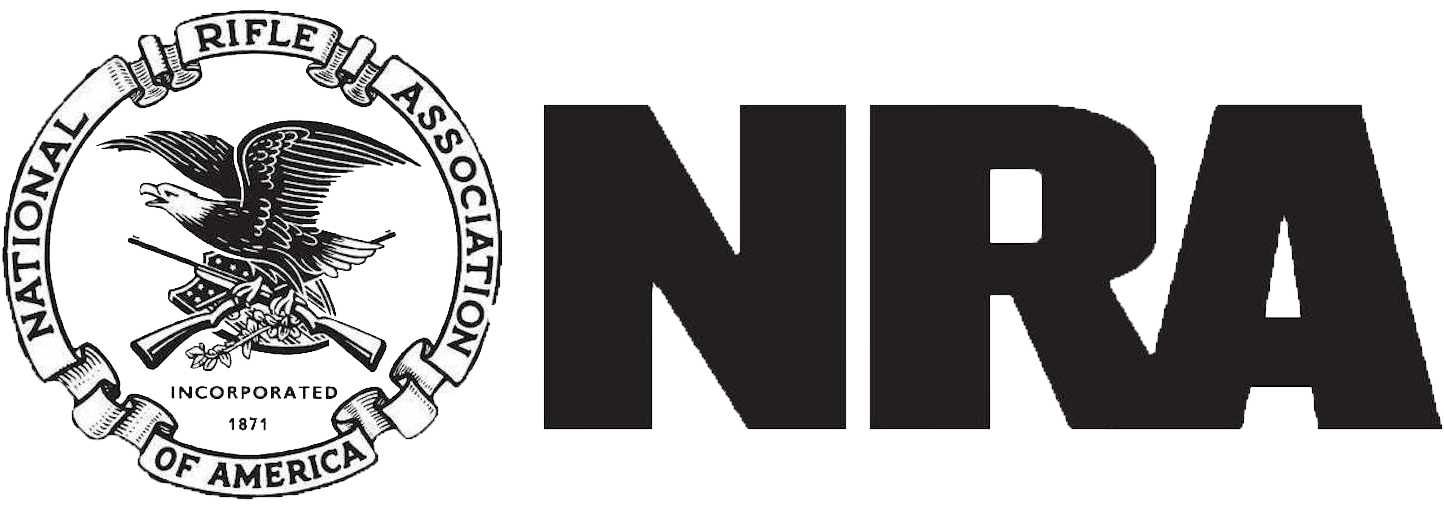 NATIONAL RIFLE ASSOCIATION
INCORPORATED
1871
OF AMERICA
NRA